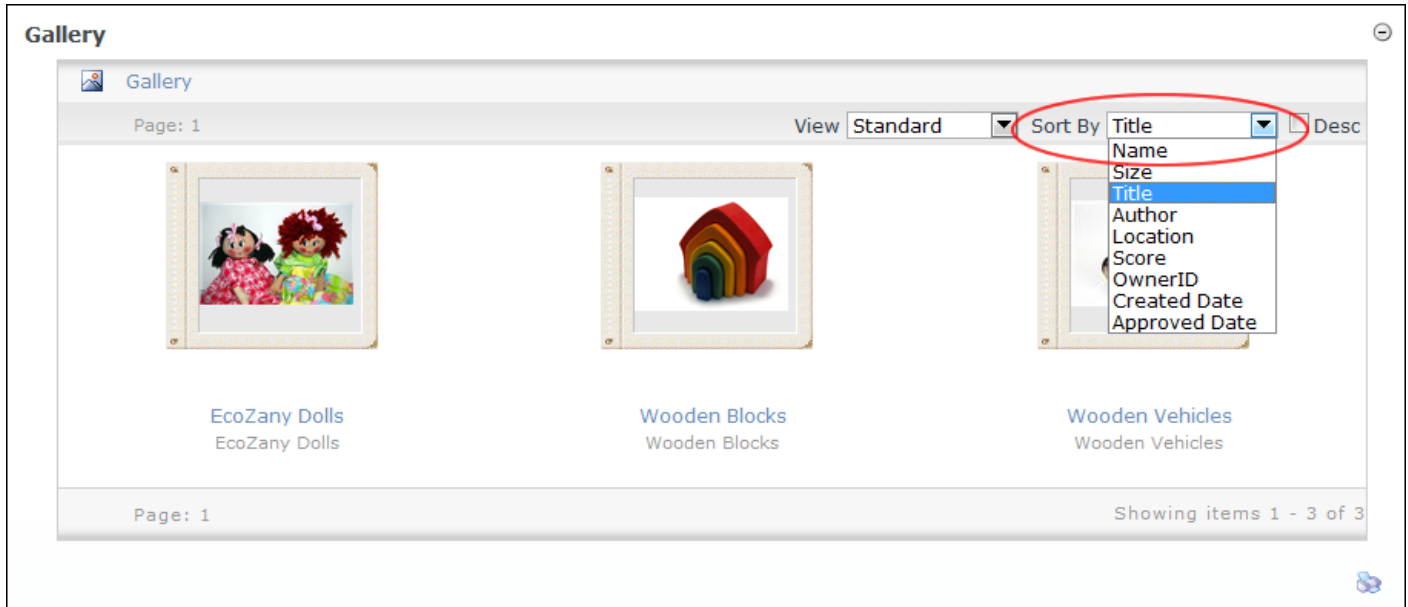 Gallery
Gallery
Page: 1
View Standard Sort By Title Desc
Name
Size
Title
Author
Location
Score
OwnerID
Created Date
Approved Date
EcoZany Dolls
EcoZany Dolls
Wooden Blocks
Wooden Blocks
Wooden Vehicles
Wooden Vehicles
Page: 1
Showing items 1 - 3 of 3